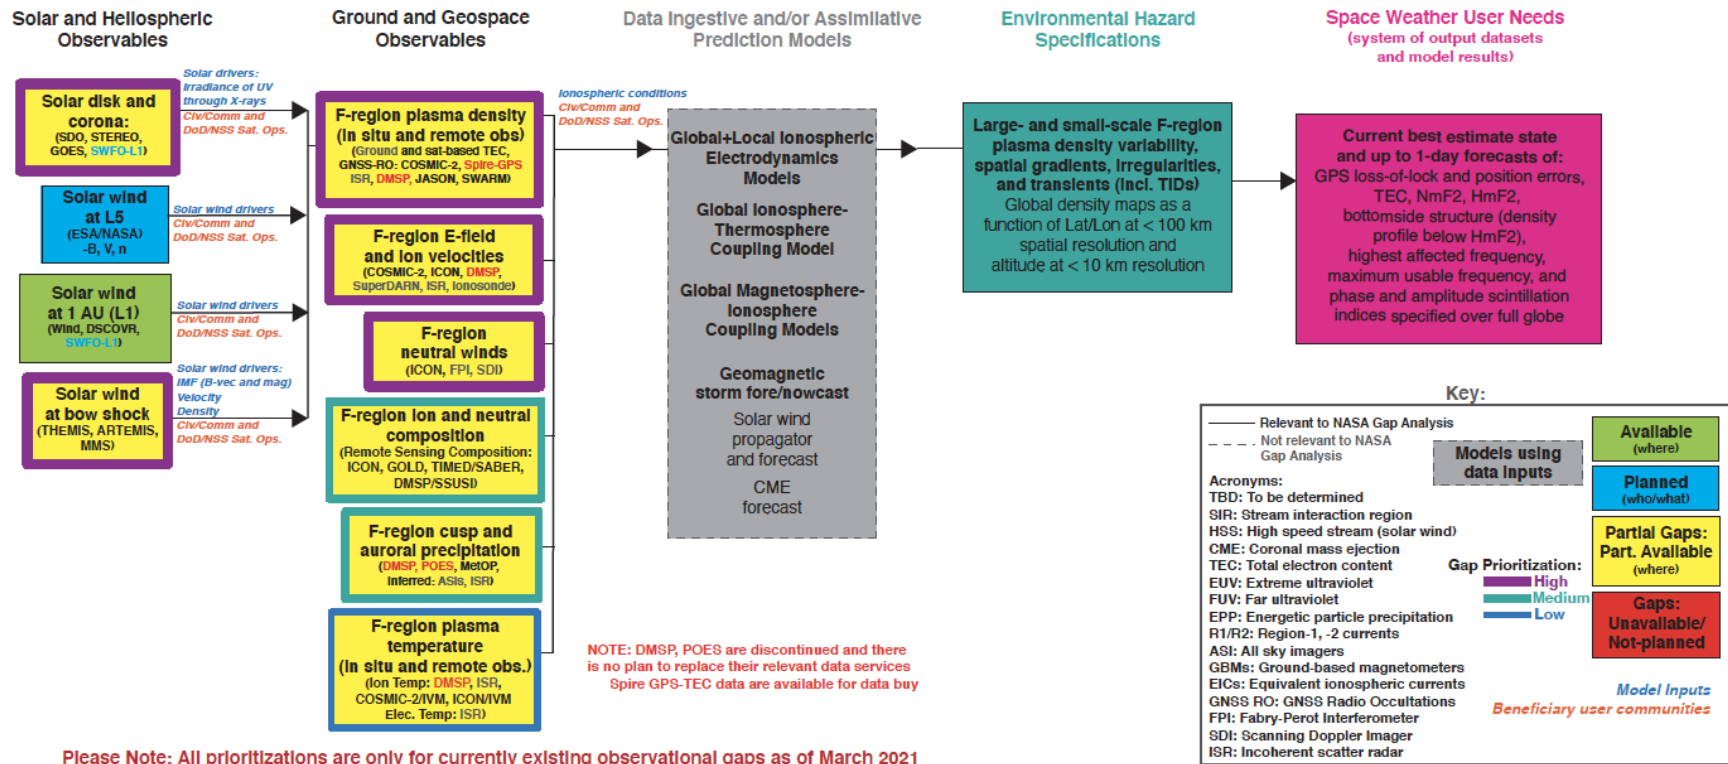 Solar and Heliospheric
Observables
Ground and Geospace
Observables
Data Ingestive and/or Assimilative
Prediction Models
Environmental Hazard
Specifications
Space Weather User Needs
(system of output datasets
and model results)
Solar disk and
corona:
(SDO, STEREO,
GOES, SWFO-L1)
Solar drivers:
Irradiance of UV
through X-rays
Civ/Comm and
DoD/NSS Sat. Ops.
Solar wind
at L5
(ESA/NASA)
-B, V, n
Solar wind drivers
Civ/Comm and
DoD/NSS Sat. Ops.
Solar wind
at 1 AU (L1)
(Wind, DSCOVR,
SWFO-L1)
Solar wind drivers
Civ/Comm and
DoD/NSS Sat. Ops.
Solar wind
at bow shock
(THEMIS, ARTEMIS,
MMS)
Solar wind drivers:
IMF (B-vec and mag)
Velocity
Density
Civ/Comm and
DoD/NSS Sat. Ops.
F-region plasma density
(in situ and remote obs)
(Ground and sat-based TEC,
GNSS-RO: COSMIC-2, Spire-GPS
ISR, DMSP, JASON, SWARM)
F-region E-field
and ion velocities
(COSMIC-2, ICON, DMSP,
SuperDARN, ISR, Ionosonde)
F-region
neutral winds
(ICON, FPI, SDI)
F-region ion and neutral
composition
(Remote Sensing Composition:
ICON, GOLD, TIMED/SABER,
DMSP/SSUSI)
F-region cusp and
auroral precipitation
(DMSP, POES, MetOP,
Inferred: ASIs, ISR)
F-region plasma
temperature
(in situ and remote obs.)
(Ion Temp: DMSP, ISR,
COSMIC-2/IVM, ICON/IVM
Elec. Temp: ISR)
Ionospheric conditions
Civ/Comm and
DoD/NSS Sat. Ops.
Global+Local Ionospheric
Electrodynamics
Models
Global Ionosphere-
Thermosphere
Coupling Model
Global Magnetosphere-
Ionosphere
Coupling Models
Geomagnetic
storm fore/nowcast
Solar wind
propagator
and forecast
CME
forecast
Large- and small-scale F-region
plasma density variability,
spatial gradients, irregularities,
and transients (incl. TIDs)
Global density maps as a
function of Lat/Lon at < 100 km
spatial resolution and
altitude at < 10 km resolution
Current best estimate state
and up to 1-day forecasts of:
GPS loss-of-lock and position errors,
TEC, NmF2, HmF2,
bottomside structure (density
profile below HmF2),
highest affected frequency,
maximum usable frequency, and
phase and amplitude scintillation
indices specified over full globe
NOTE: DMSP, POES are discontinued and there
is no plan to replace their relevant data services
Spire GPS-TEC data are available for data buy
Key:
Relevant to NASA Gap Analysis
Not relevant to NASA
Gap Analysis
Models using
data inputs
Acronyms:
TBD: To be determined
SIR: Stream interaction region
HSS: High speed stream (solar wind)
CME: Coronal mass ejection
TEC: Total electron content
EUV: Extreme ultraviolet
FUV: Far ultraviolet
EPP: Energetic particle precipitation
R1/R2: Region-1, -2 currents
ASI: All sky imagers
GBMs: Ground-based magnetometers
EICs: Equivalent ionospheric currents
GNSS RO: GNSS Radio Occultations
FPI: Fabry-Perot Interferometer
SDI: Scanning Doppler Imager
ISR: Incoherent scatter radar
Gap Prioritization:
High
Medium
Low
Available
(where)
Planned
(who/what)
Partial Gaps:
Part. Available
(where)
Gaps:
Unavailable/
Not-planned
Model Inputs
Beneficiary user communities
Please Note: All prioritizations are only for currently existing observational gaps as of March 2021